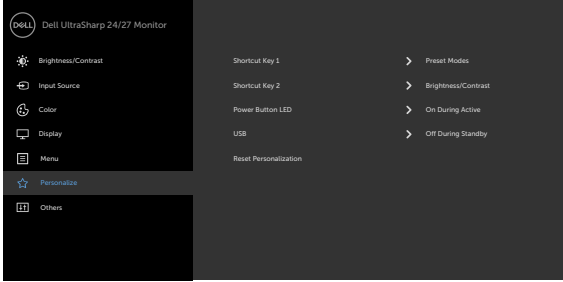 DELL Dell UltraSharp 24/27 Monitor
Brightness/Contrast Shortcut Key 1 Preset Modes
Input Source Shortcut Key 2 Brightness/Contrast
Color Power Button LED On During Active
Display USB Off During Standby
Menu Reset Personalization
Personalize
Others